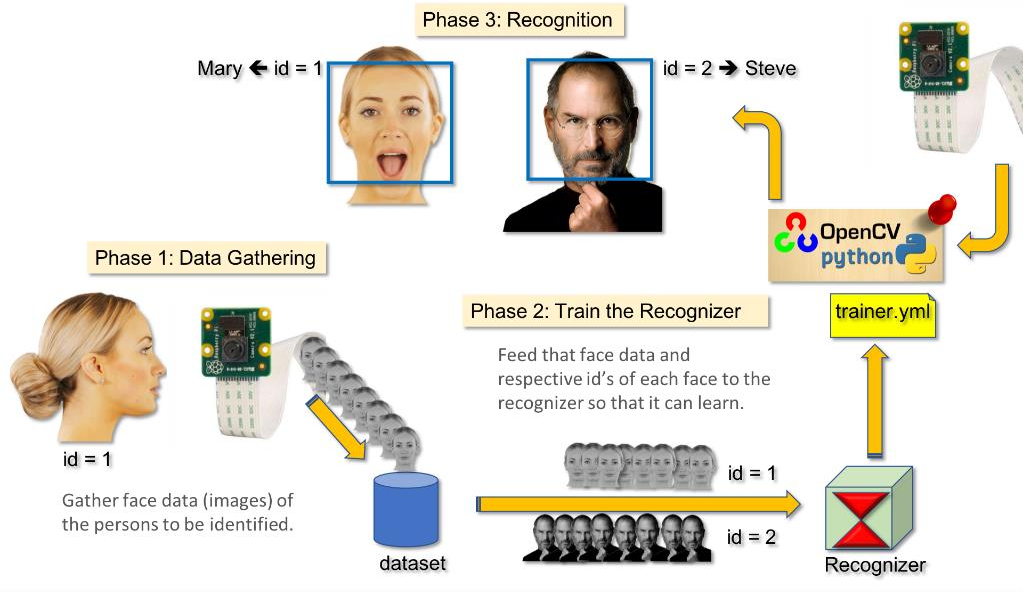 Phase 3: Recognition
Mary 🡸 id = 1
id = 2 🡺 Steve
OpenCV
python
Phase 1: Data Gathering
id = 1
Gather face data (images) of
the persons to be identified.
dataset
Phase 2: Train the Recognizer
Feed that face data and
respective id's of each face to the
recognizer so that it can learn.
id = 1
id = 2
trainer.yml
Recognizer